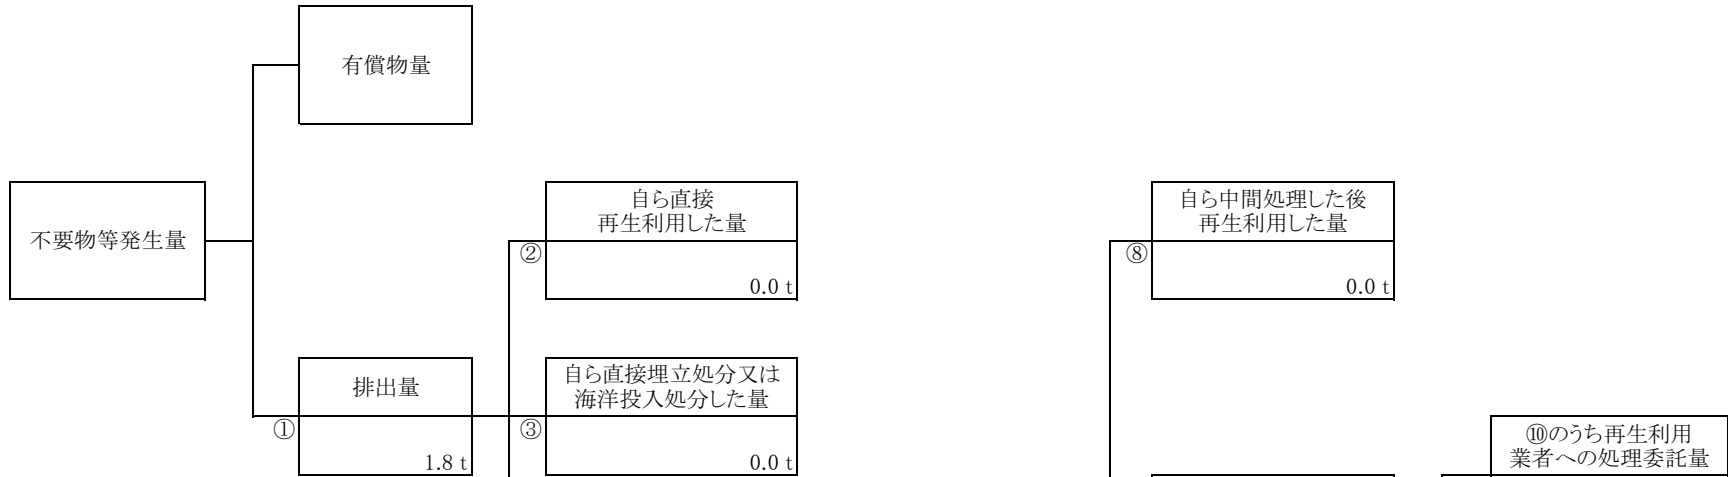 有償物量
不要物等発生量
自ら直接
再生利用した量
②
0.0 t
自ら中間処理した後
再生利用した量
⑧
0.0 t
排出量
①
1.8 t
自ら直接埋立処分又は
海洋投入処分した量
③
0.0 t
⑩のうち再生利用
業者への処理委託量